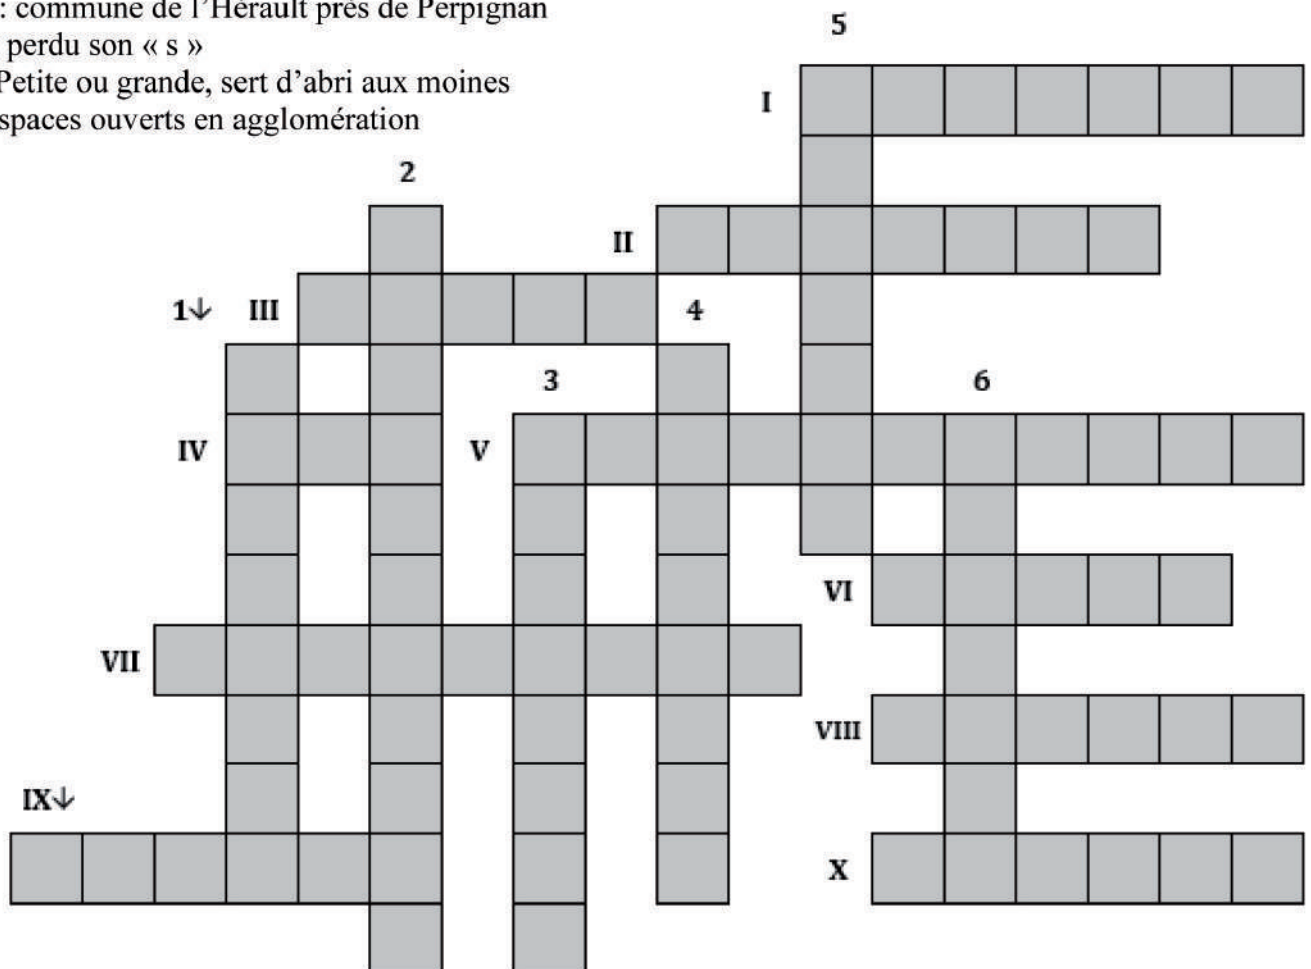 : commune de l’Hérault près de Perpignan
perdu son « s »
Petite ou grande, sert d’abri aux moines
spaces ouverts en agglomération
5
I
2
II
1↓ III 4
3 6
IV V
VI
VII
VIII
IX↓
X